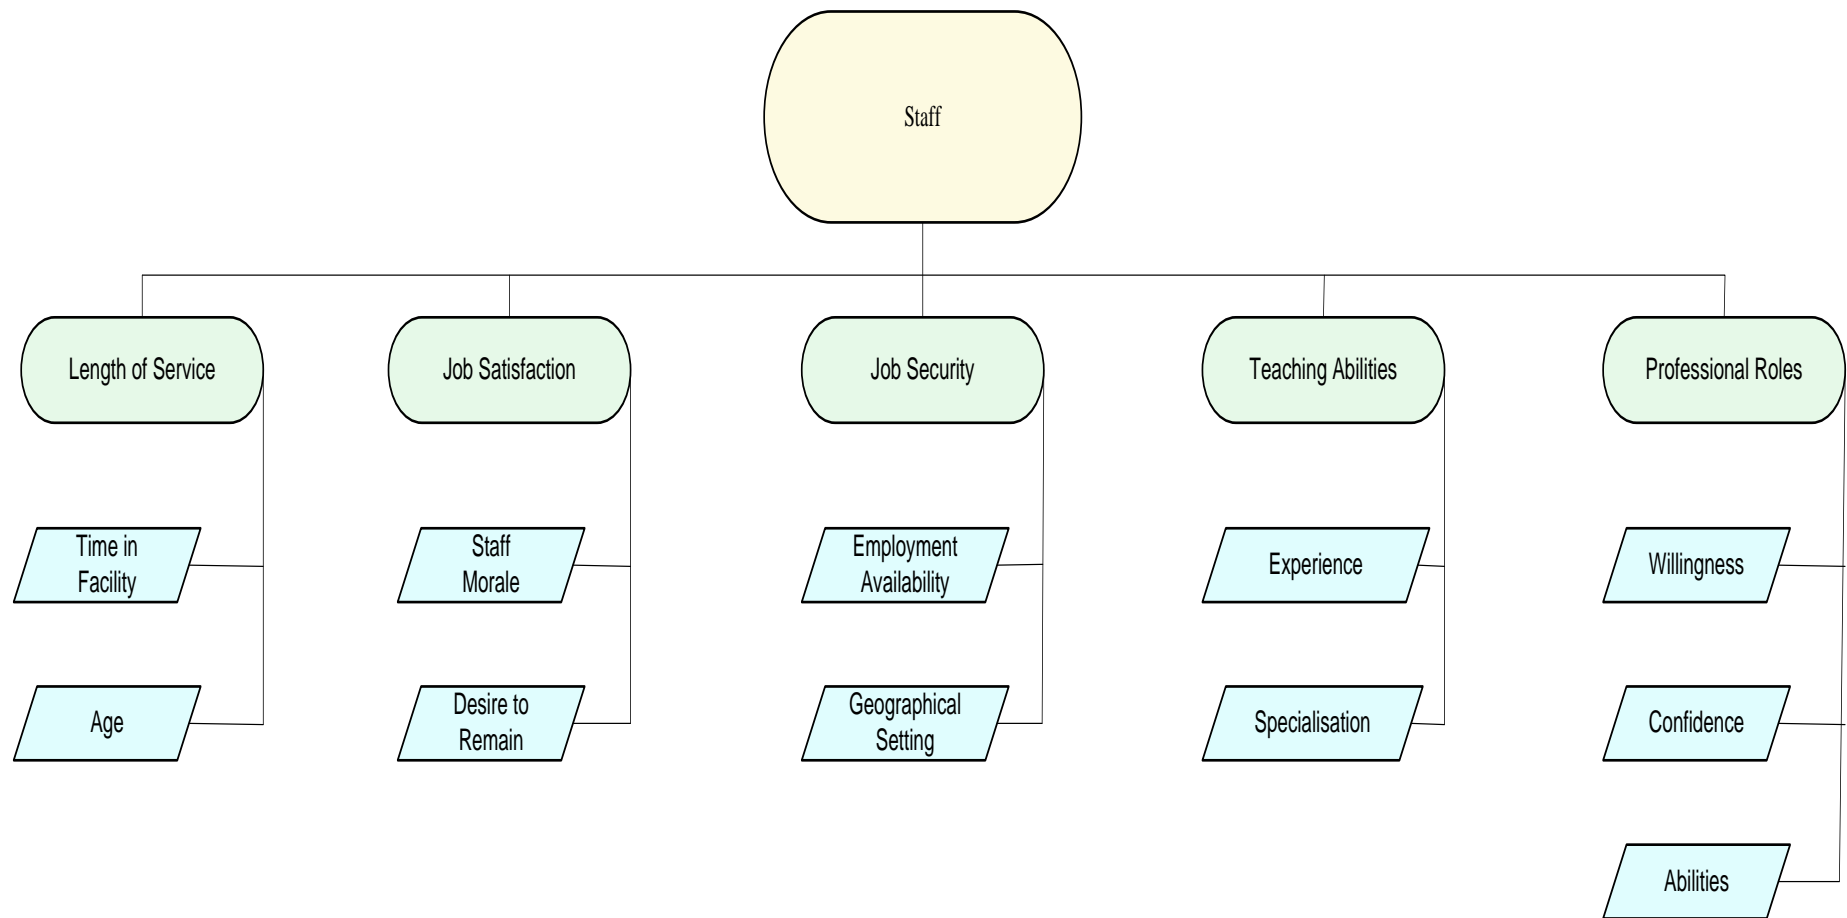 Staff
Length of Service
Job Satisfaction
Job Security
Teaching Abilities
Professional Roles
Time in
Facility
Staff
Morale
Employment
Availability
Experience
Willingness
Age
Desire to
Remain
Geographical
Setting
Specialisation
Confidence
Abilities